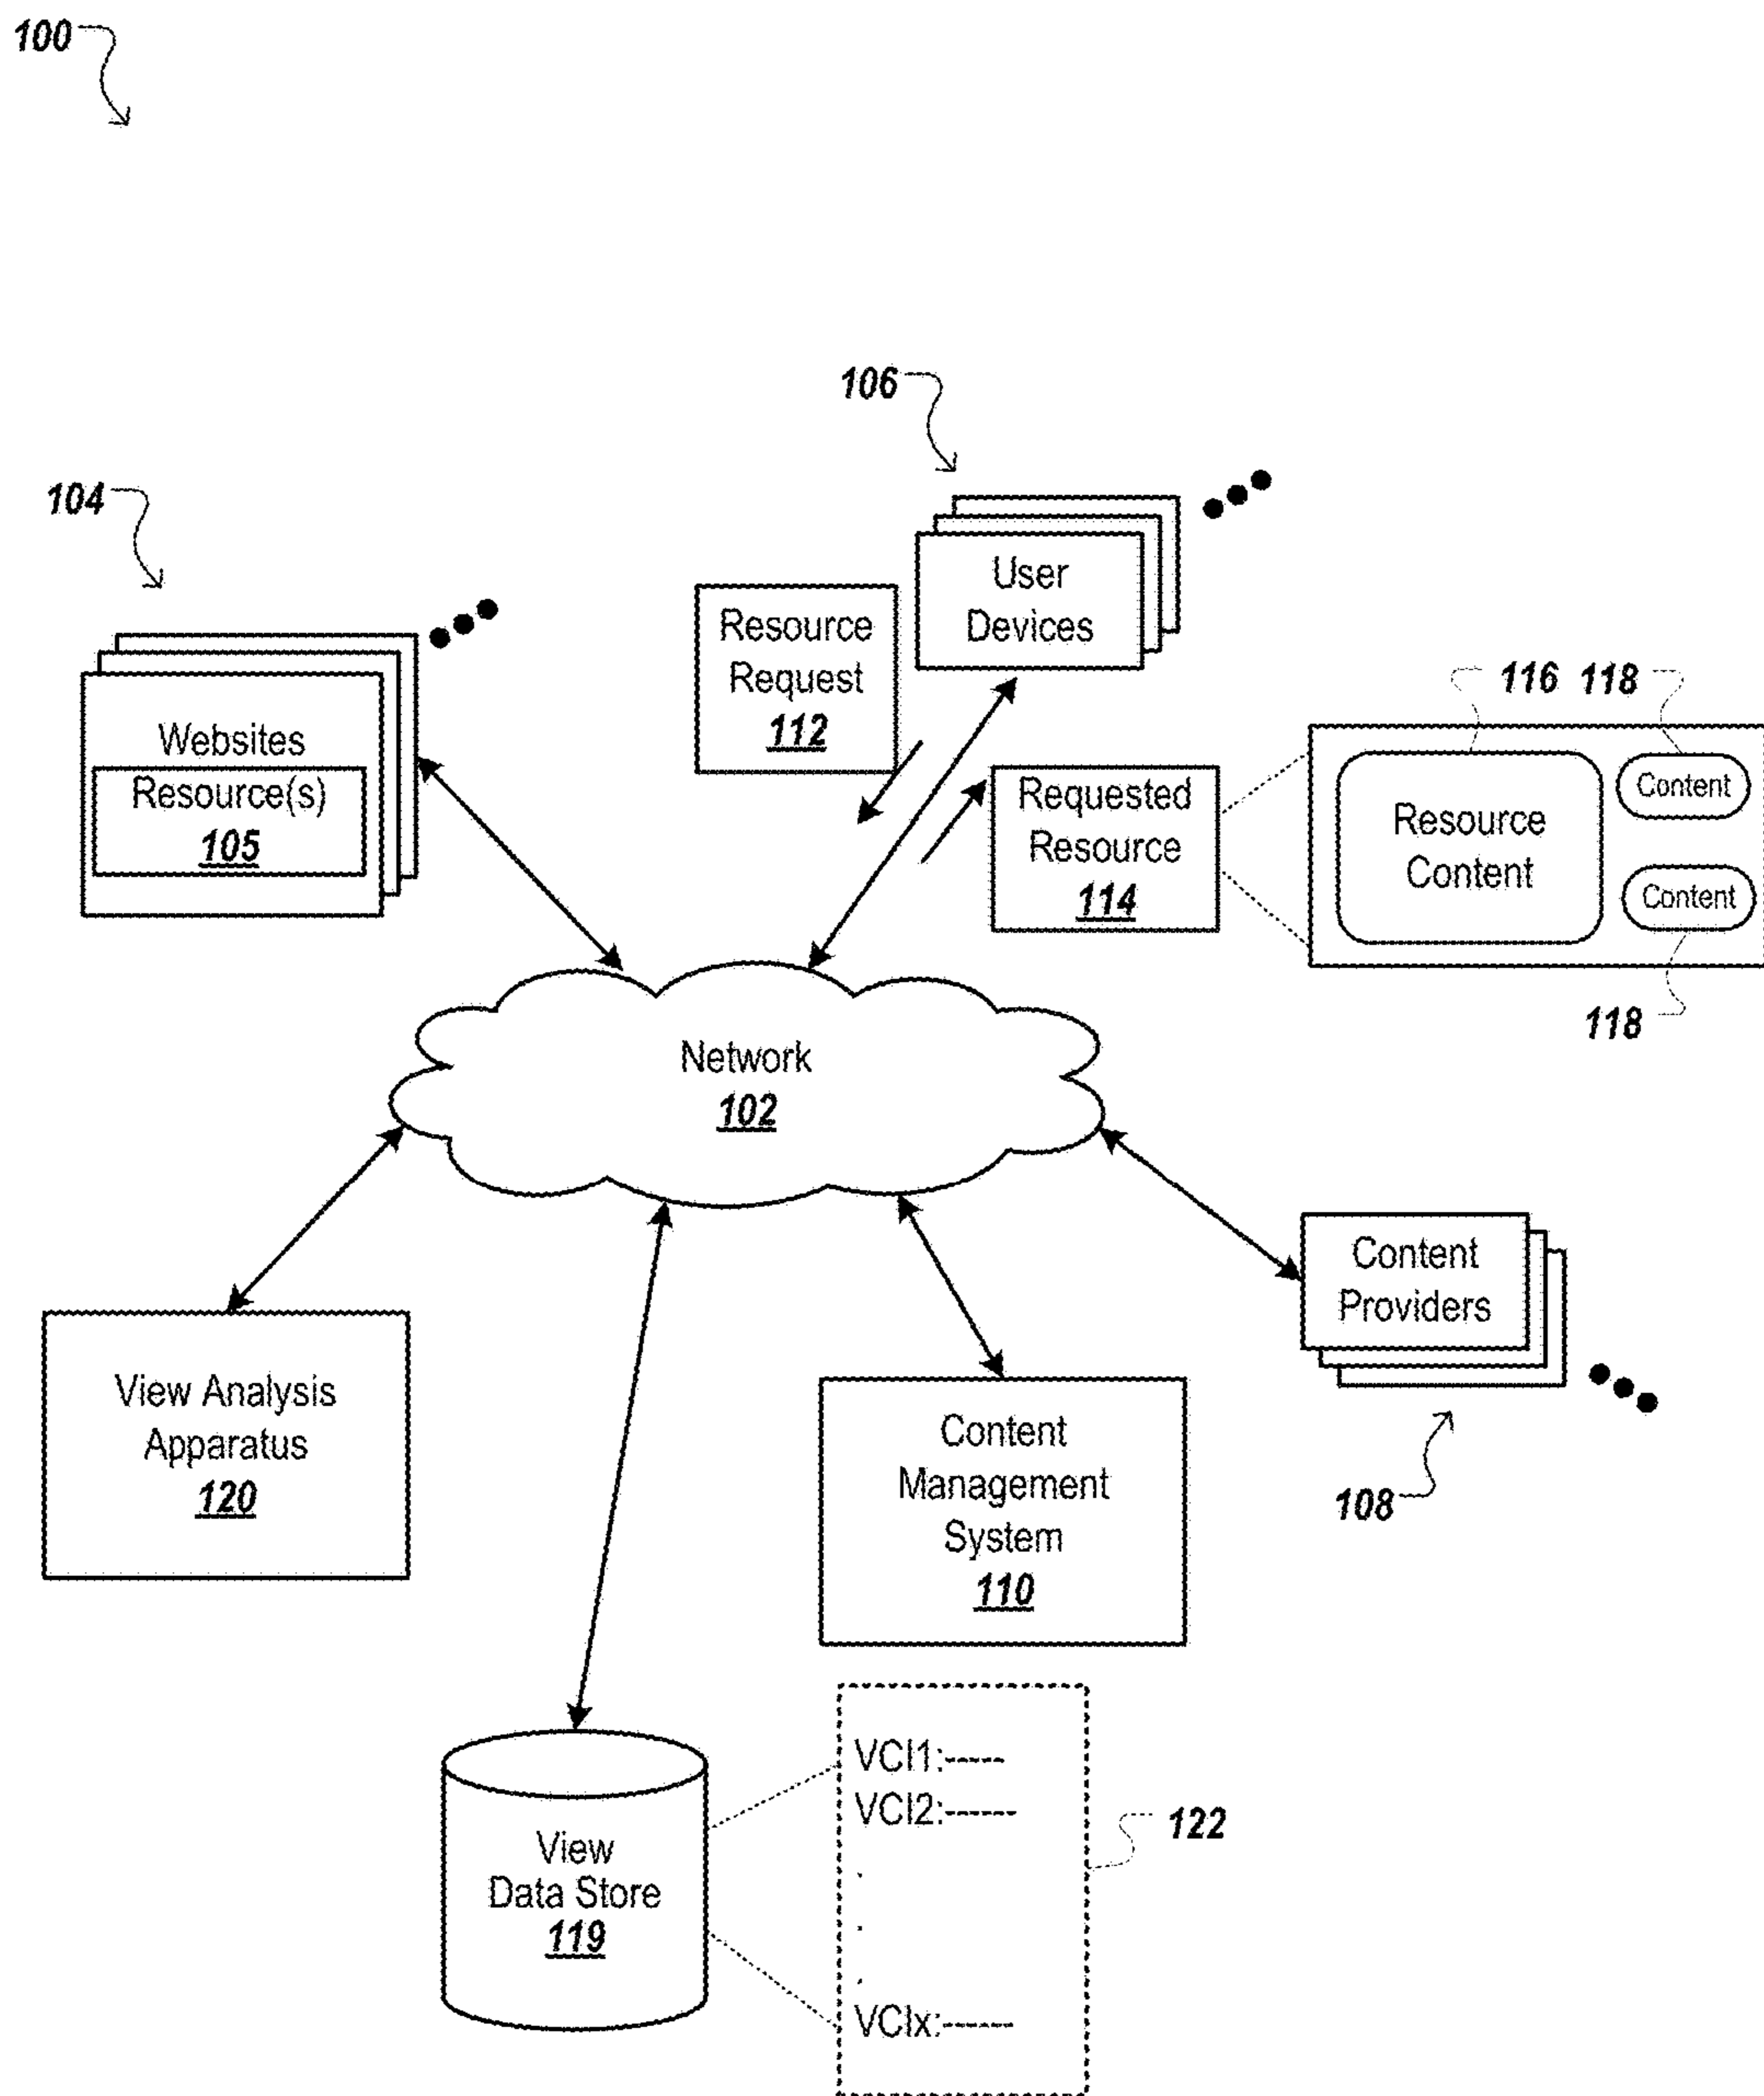 100
106
104
User
Devices
Resource
Request
112
116 118
Websites
Resource(s)
105
Requested
Resource
114
Resource
Content
Content
Content
118
Network
102
Content
Providers
108
View Analysis
Apparatus
120
Content
Management
System
110
View
Data Store
119
VCI1:-----
VCI2:------
.
.
.
VCIx:------
122